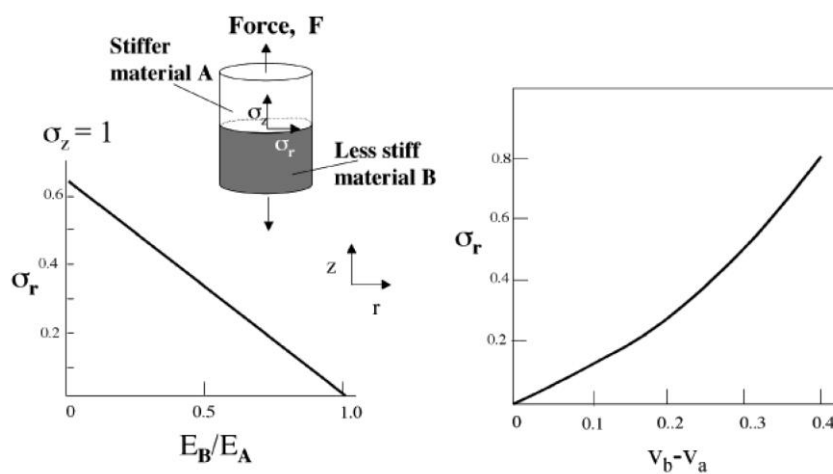 Force, F
Stiffer
material A
σz
σr
Less stiff
material B
σz = 1
0.6
0.4
0.2
σr
0
0.5
1.0
EB/EA
z
r
0.8
0.6
0.4
0.2
σr
0
0.1
0..2
0..3
0.4
vb-va